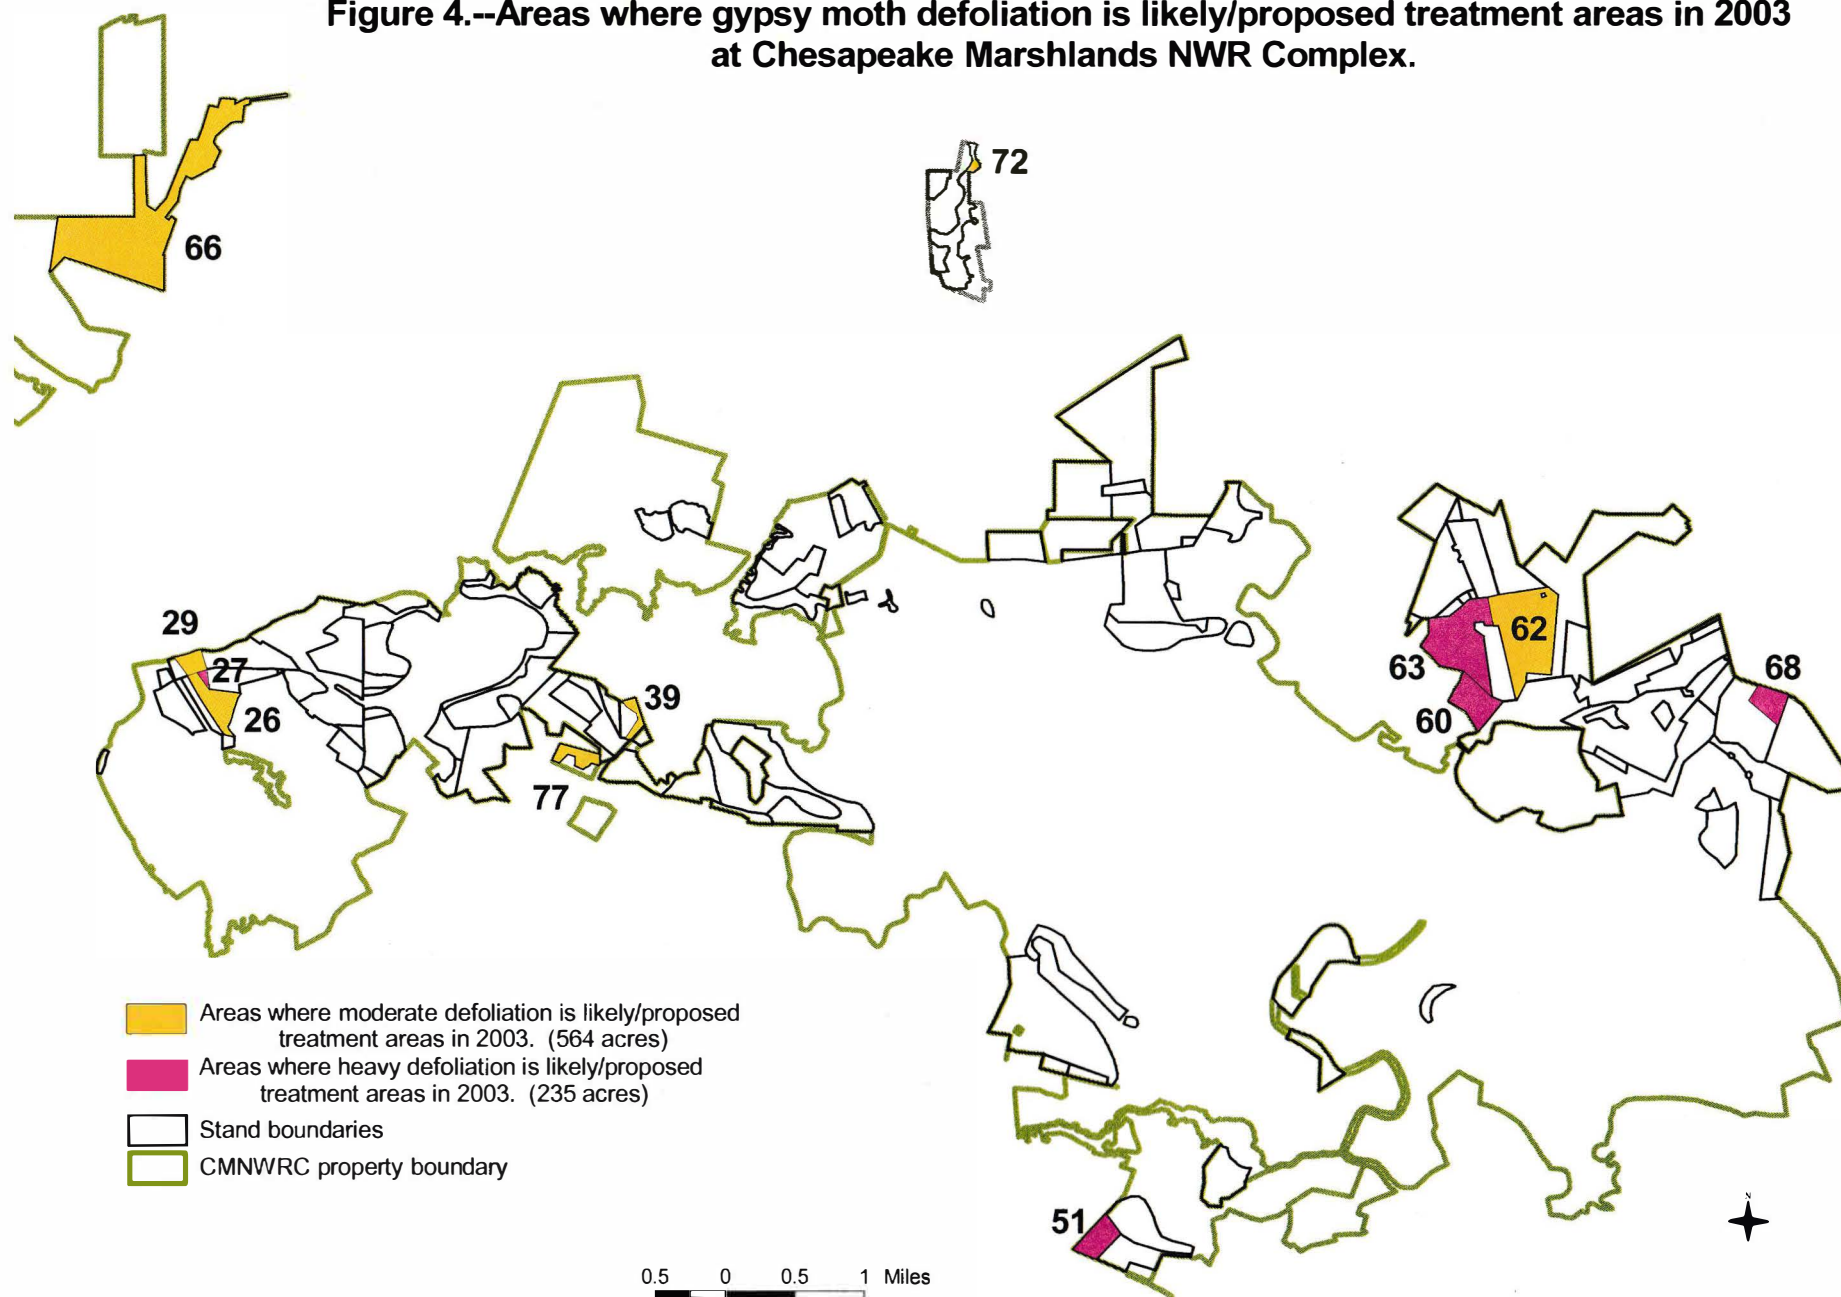 Figure 4.--Areas where gypsy moth defoliation is likely/proposed treatment areas in 2003
at Chesapeake Marshlands NWR Complex.
72
66
29
27
26
39
77
62
63
60
68
51
Areas where moderate defoliation is likely/proposed
treatment areas in 2003. (564 acres)
Areas where heavy defoliation is likely/proposed
treatment areas in 2003. (235 acres)
Stand boundaries
CMNWRC property boundary
N
0.5 0 0.5 1 Miles